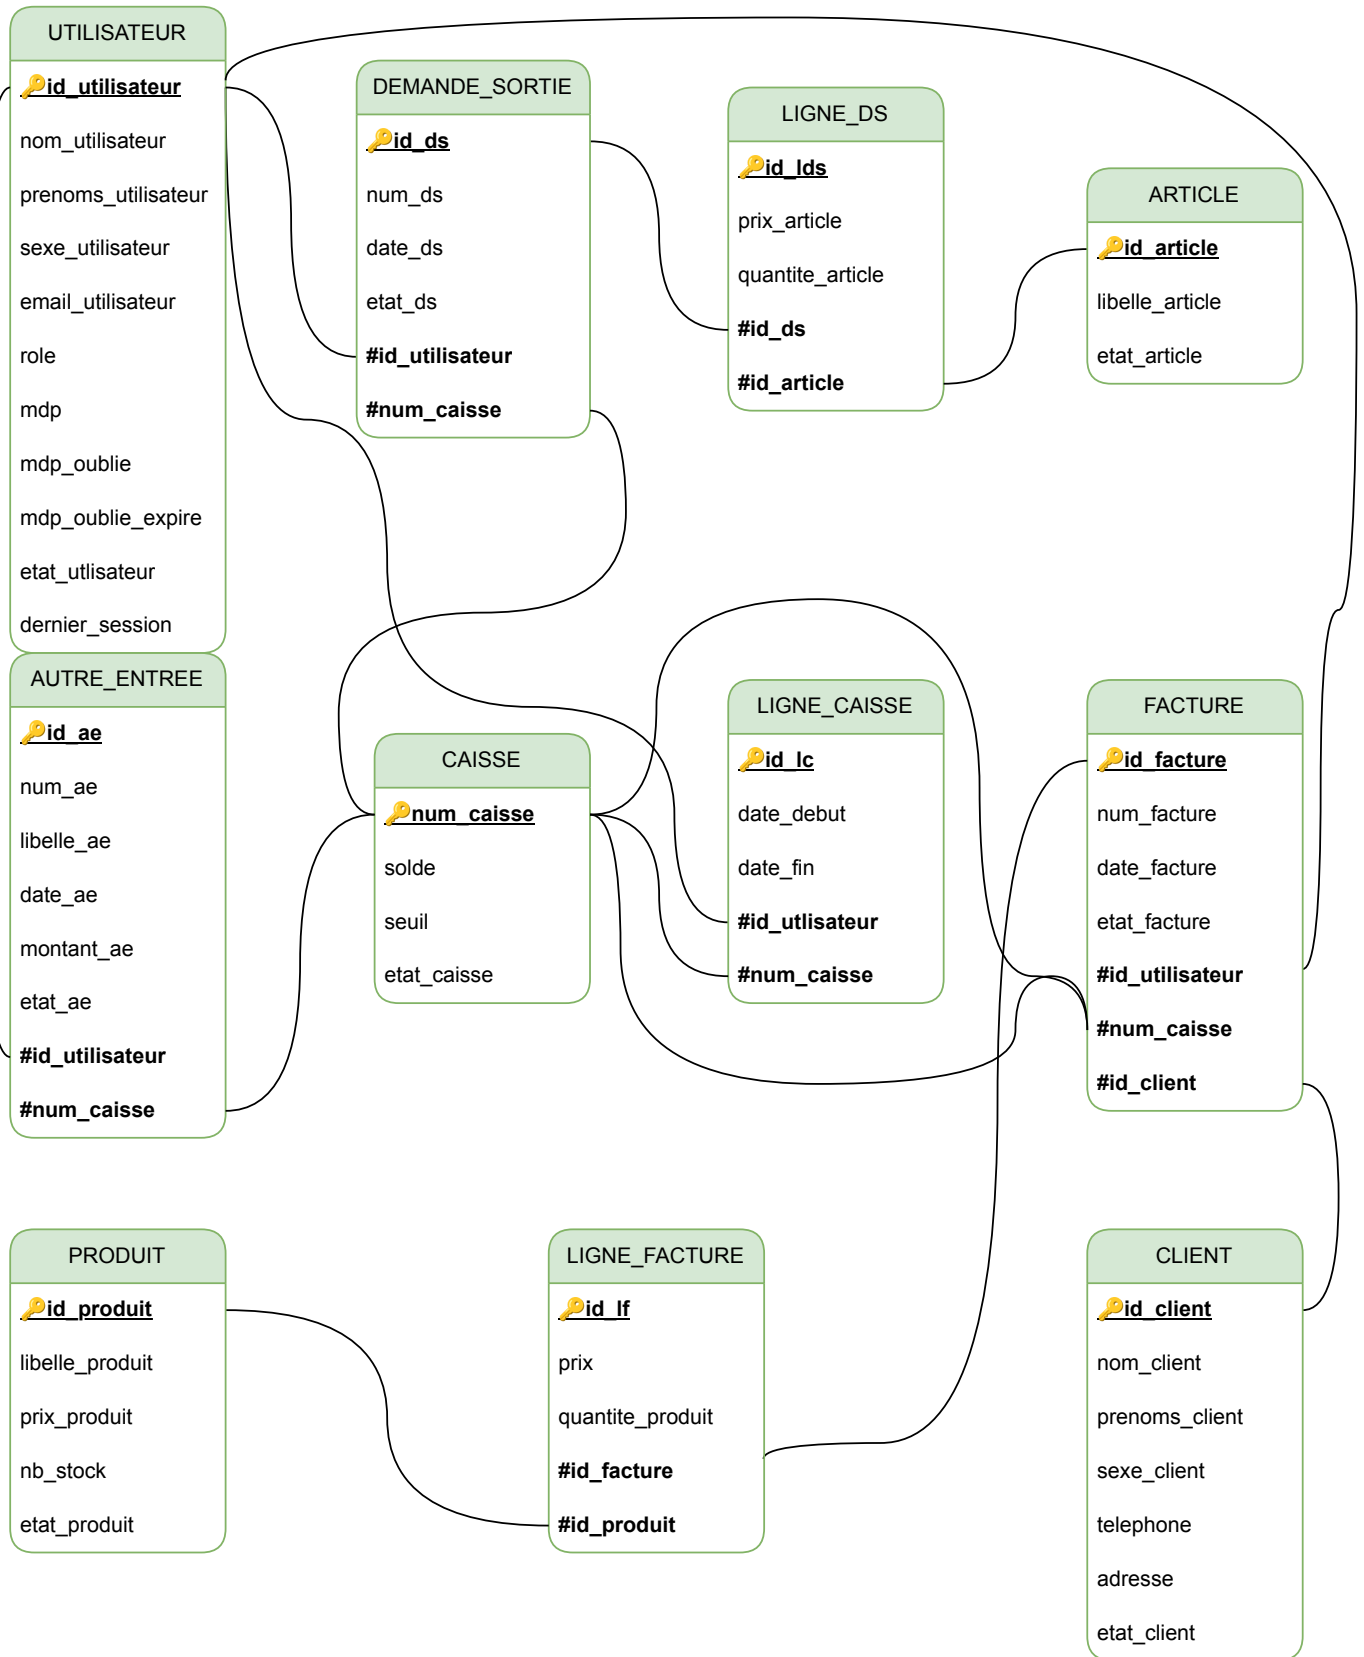 UTILISATEUR
🔑id_utilisateur
nom_utilisateur
prenoms_utilisateur
sexe_utilisateur
email_utilisateur
role
mdp
mdp_oublie
mdp_oublie_expire
etat_utlisateur
dernier_session
DEMANDE_SORTIE
🔑id_ds
num_ds
date_ds
etat_ds
#id_utilisateur
#num_caisse
LIGNE_DS
🔑id_lds
prix_article
quantite_article
#id_ds
#id_article
ARTICLE
🔑id_article
libelle_article
etat_article
AUTRE_ENTREE
🔑id_ae
num_ae
libelle_ae
date_ae
montant_ae
etat_ae
#id_utilisateur
#num_caisse
CAISSE
🔑num_caisse
solde
seuil
etat_caisse
LIGNE_CAISSE
🔑id_lc
date_debut
date_fin
#id_utlisateur
#num_caisse
FACTURE
🔑id_facture
num_facture
date_facture
etat_facture
#id_utilisateur
#num_caisse
#id_client
PRODUIT
🔑id_produit
libelle_produit
prix_produit
nb_stock
etat_produit
LIGNE_FACTURE
🔑id_lf
prix
quantite_produit
#id_facture
#id_produit
CLIENT
🔑id_client
nom_client
prenoms_client
sexe_client
telephone
adresse
etat_client